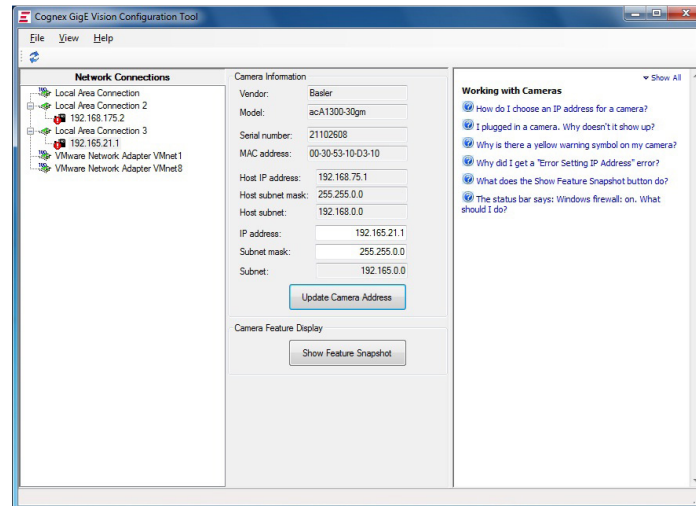 Cognex GigE Vision Configuration Tool
File View Help
Network Connections
Local Area Connection
Local Area Connection 2
192.168.175.2
Local Area Connection 3
192.165.21.1
VMware Network Adapter VMnet1
VMware Network Adapter VMnet8
Camera Information
Vendor: Basler
Model: acA1300-30gm
Serial number: 21102608
MAC address: 00-30-53-10-D3-10
Host IP address: 192.168.75.1
Host subnet mask: 255.255.0.0
Host subnet: 192.168.0.0
IP address: 192.165.21.1
Subnet mask: 255.255.0.0
Subnet: 192.165.0.0
Update Camera Address
Camera Feature Display
Show Feature Snapshot
Show All
Working with Cameras
How do I choose an IP address for a camera?
I plugged in a camera. Why doesn't it show up?
Why is there a yellow warning symbol on my camera?
Why did I get a "Error Setting IP Address" error?
What does the Show Feature Snapshot button do?
The status bar says: Windows firewall: on. What
should I do?